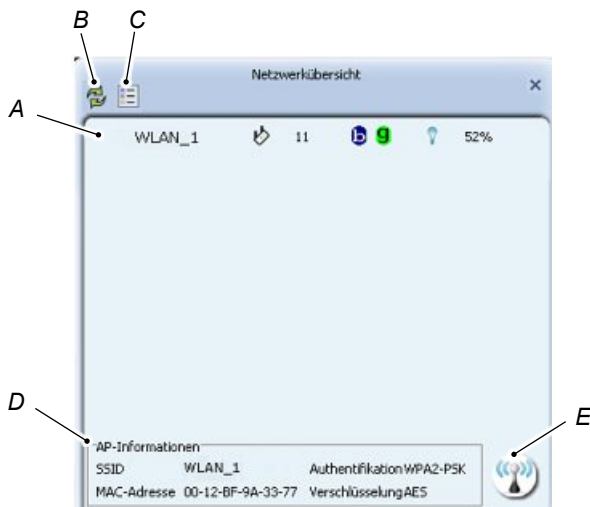 B C
Netzwerkübersicht
A
WLAN_1 11 b g 52%
D
E
AP-Informationen
SSID WLAN_1 Authentifikation WPA2-PSK
MAC-Adresse 00-12-BF-9A-33-77 Verschlüsselung AES